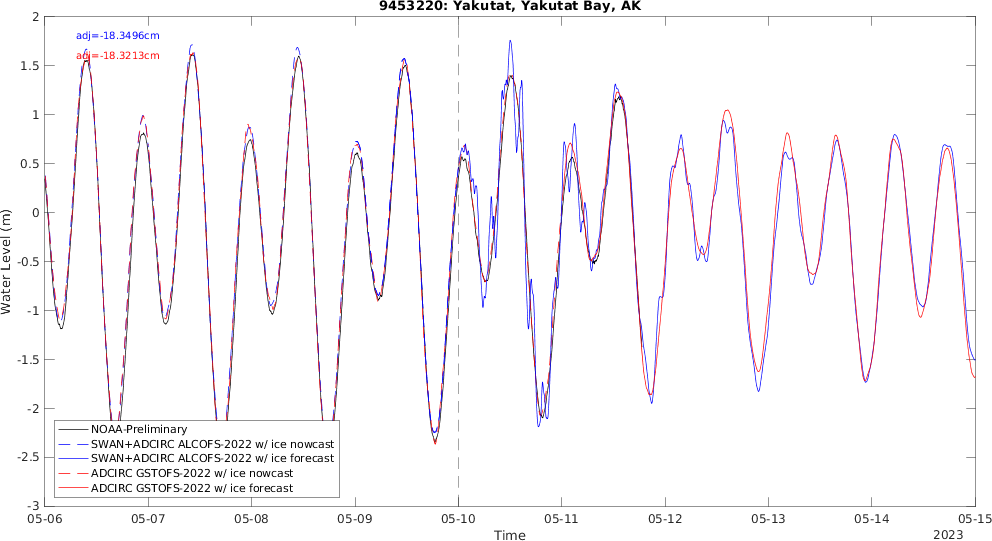 9453220: Yakutat, Yakutat Bay, AK
adj=-18.3496cm
adj=-18.3213cm
Water Level (m)
2
1.5
1
0.5
0
-0.5
-1
-1.5
-2
-2.5
-3
NOAA-Preliminary
SWAN+ADCIRC ALCOFS-2022 w/ ice nowcast
SWAN+ADCIRC ALCOFS-2022 w/ ice forecast
ADCIRC GSTOFS-2022 w/ ice nowcast
ADCIRC GSTOFS-2022 w/ ice forecast
05-06 05-07 05-08 05-09 05-10 05-11 05-12 05-13 05-14 05-15
Time
2023